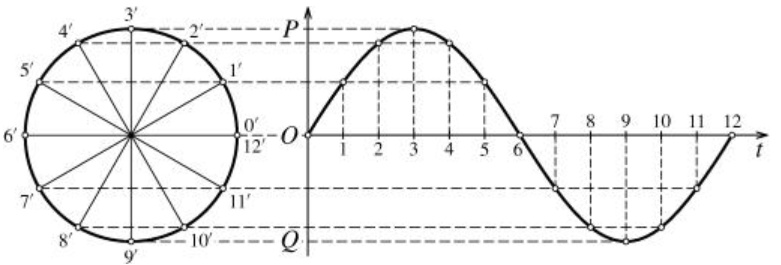 3′ P
4′ 2′
5′ 1′
0′ 7 8 9 10 11 12
6′ O
12′ 1 2 3 4 5 6 t
7′ 11′
8′ 10′ Q
9′